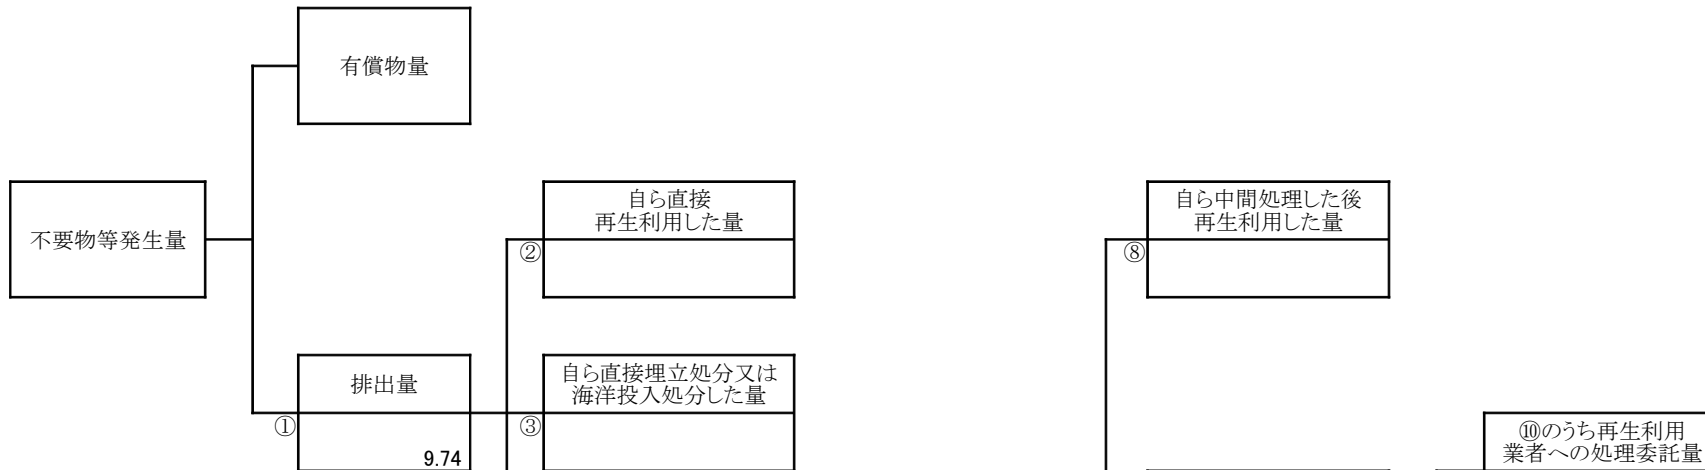 有償物量
不要物等発生量
自ら直接
再生利用した量
②
自ら中間処理した後
再生利用した量
⑧
排出量
①
9.74
自ら直接埋立処分又は
海洋投入処分した量
③
⑩のうち再生利用
業者への処理委託量